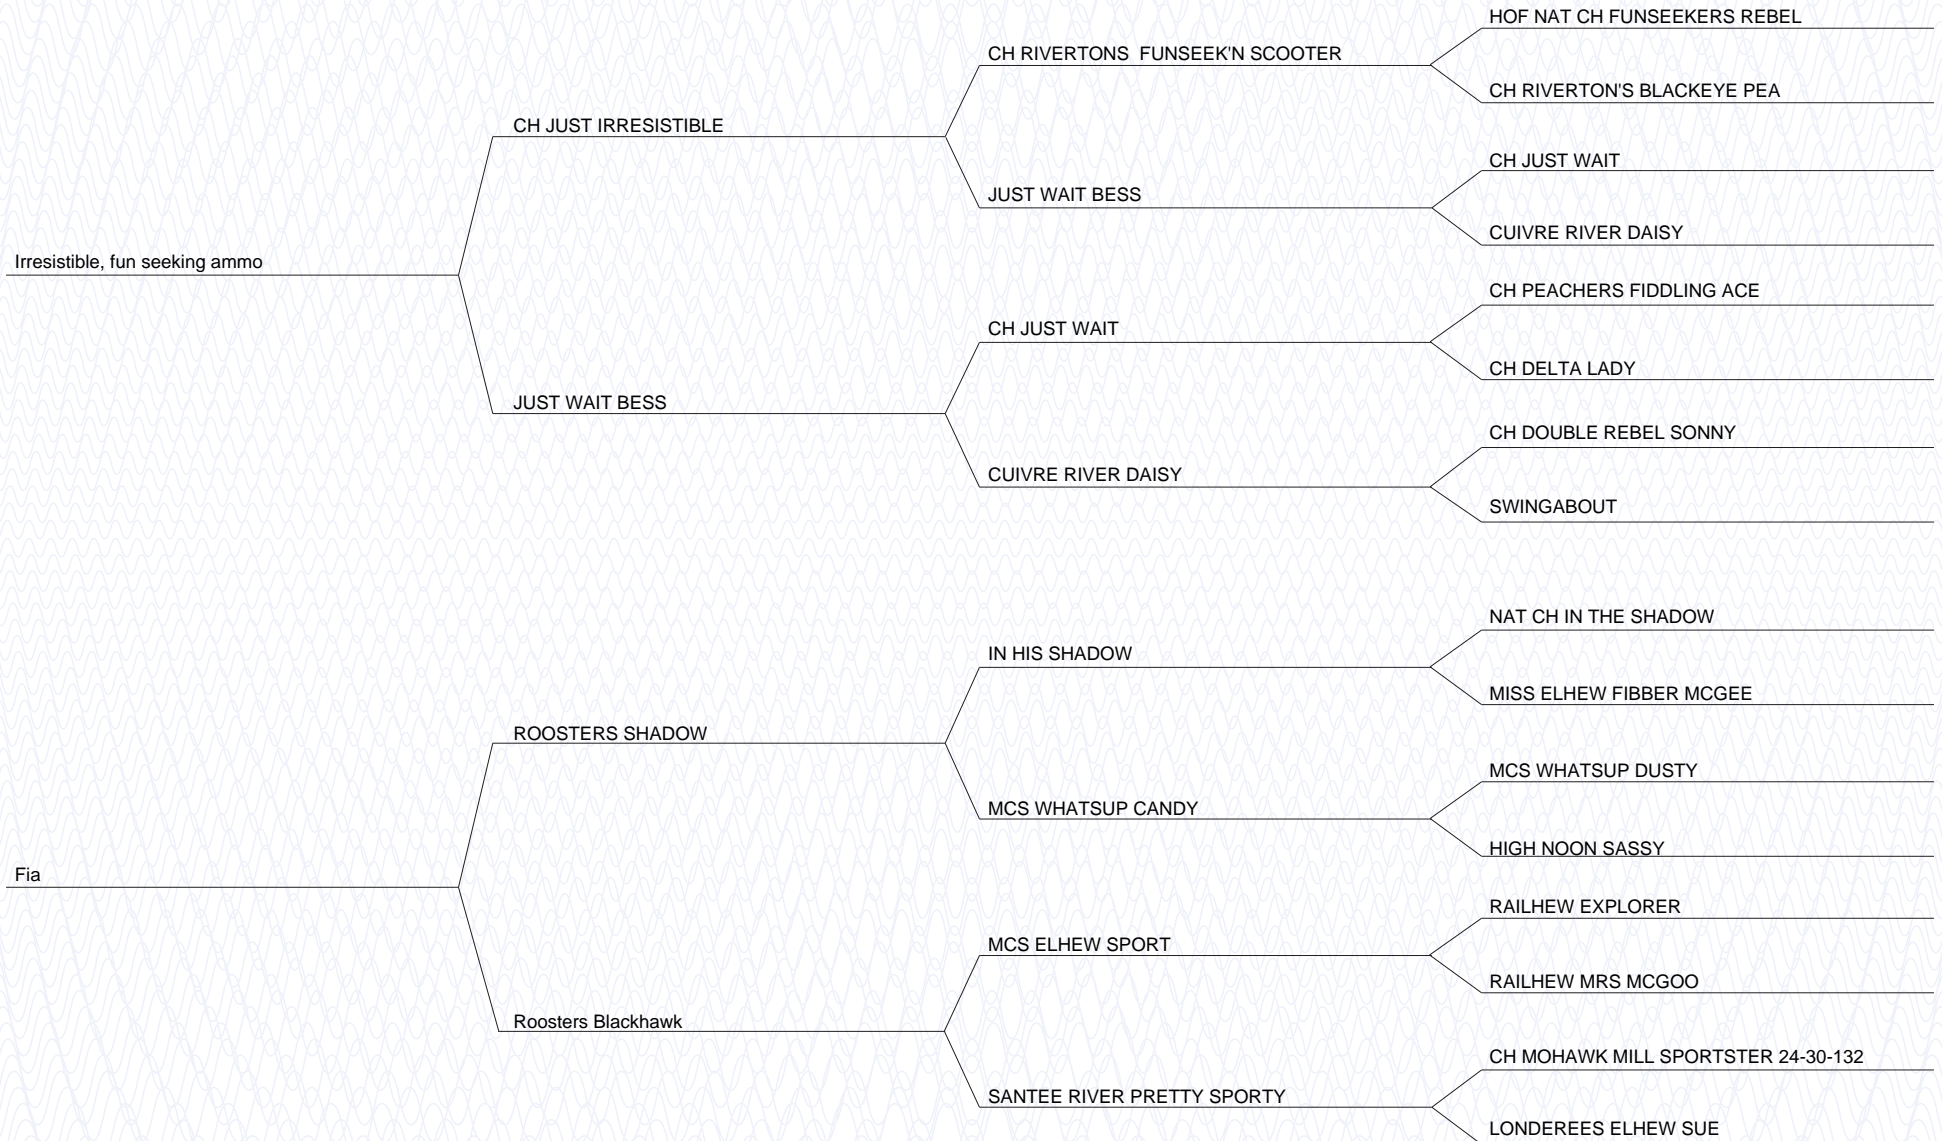 HOF NAT CH FUNSEEKERS REBEL
CH RIVERTONS  FUNSEEK'N SCOOTER
CH RIVERTON'S BLACKEYE PEA
CH JUST IRRESISTIBLE
CH JUST WAIT
JUST WAIT BESS
CUIVRE RIVER DAISY
Irresistible, fun seeking ammo
CH PEACHERS FIDDLING ACE
CH JUST WAIT
CH DELTA LADY
JUST WAIT BESS
CH DOUBLE REBEL SONNY
CUIVRE RIVER DAISY
SWINGABOUT
NAT CH IN THE SHADOW
IN HIS SHADOW
MISS ELHEW FIBBER MCGEE
ROOSTERS SHADOW
MCS WHATSUP DUSTY
MCS WHATSUP CANDY
HIGH NOON SASSY
Fia
RAILHEW EXPLORER
MCS ELHEW SPORT
RAILHEW MRS MCGOO
Roosters Blackhawk
CH MOHAWK MILL SPORTSTER 24-30-132
SANTEE RIVER PRETTY SPORTY
LONDEREES ELHEW SUE